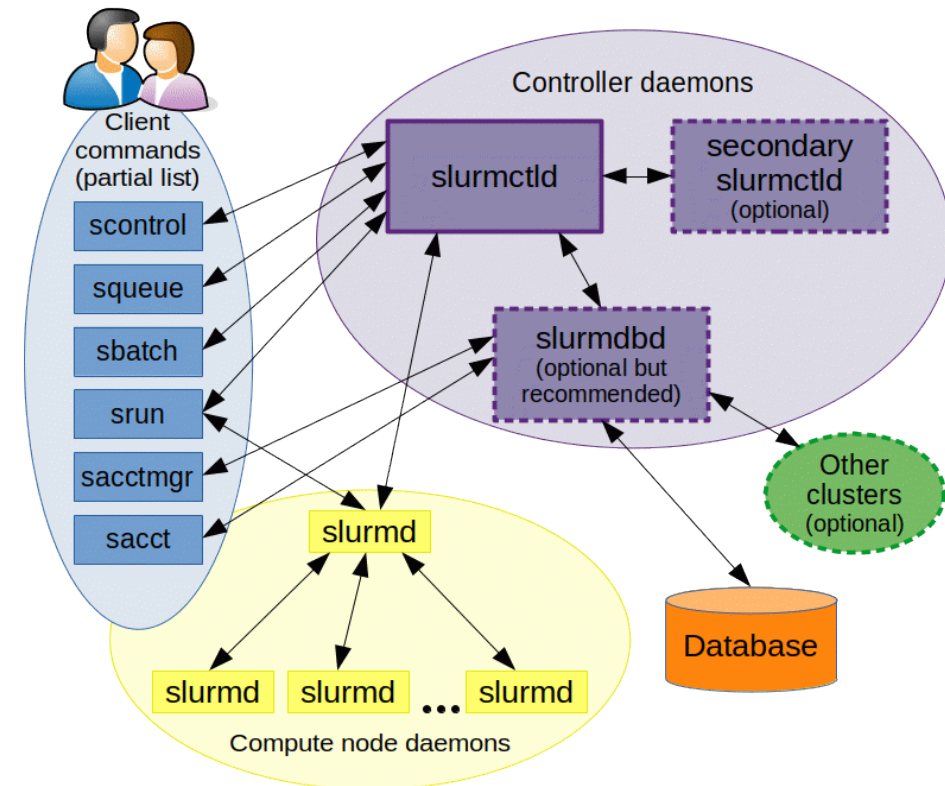 Client
commands
(partial list)
scontrol
squeue
sbatch
srun
sacctmgr
sacct
Controller daemons
slurmctld
secondary
slurmctld
(optional)
slurmdbd
(optional but
recommended)
Other
clusters
(optional)
Database
slurmd
slurmd
slurmd
...
slurmd
Compute node daemons